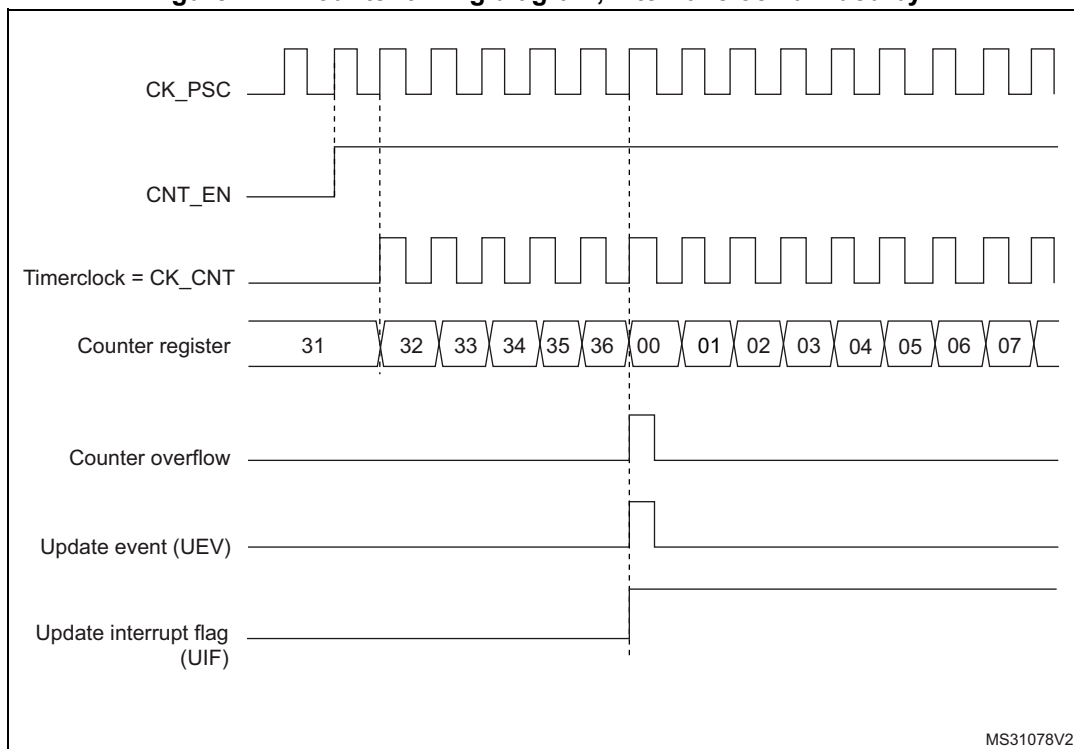 CK_PSC
CNT_EN
Timerclock = CK_CNT
Counter register 31 32 33 34 35 36 00 01 02 03 04 05 06 07
Counter overflow
Update event (UEV)
Update interrupt flag
(UIF)
MS31078V2